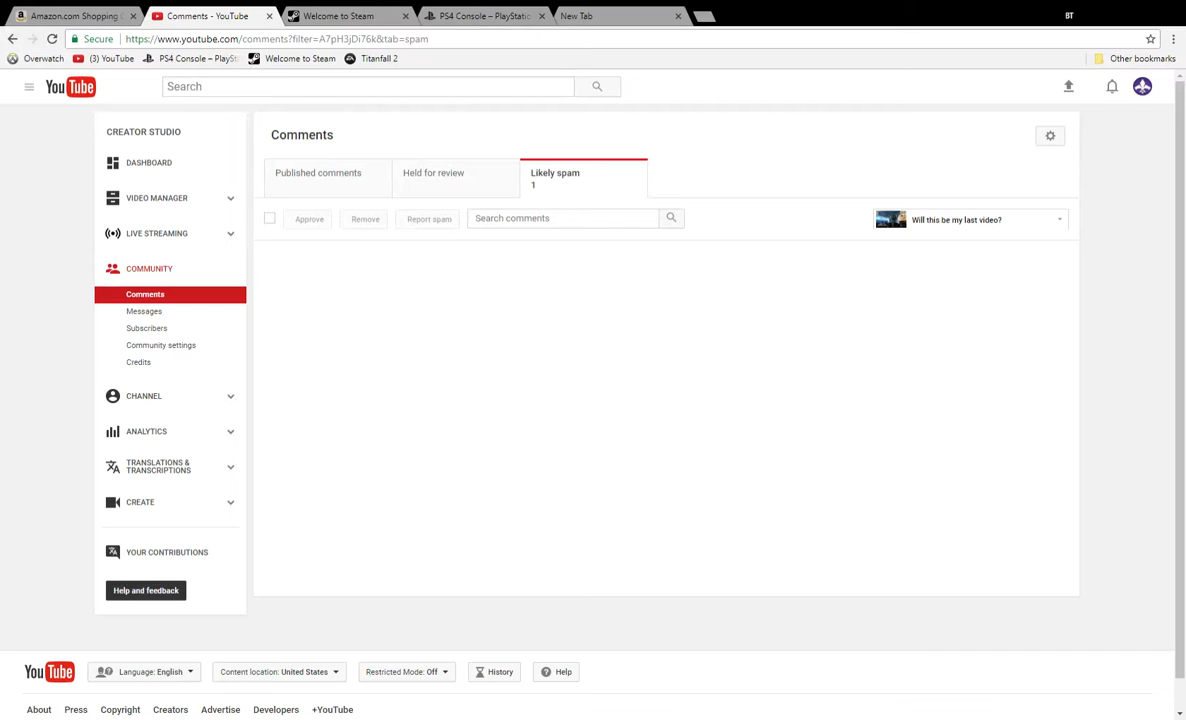 Amazon.com Shopping C
Comments - YouTube
Welcome to Steam
PS4 Console – PlayStatio
New Tab
BT
Secure https://www.youtube.com/comments?filter=A7pH3jDi76k&tab=spam
Overwatch
(3) YouTube
PS4 Console – PlaySt
Welcome to Steam
Titanfall 2
Other bookmarks
YouTube
Search
CREATOR STUDIO
DASHBOARD
VIDEO MANAGER
LIVE STREAMING
COMMUNITY
Comments
Messages
Subscribers
Community settings
Credits
CHANNEL
ANALYTICS
TRANSLATIONS &
TRANSCRIPTIONS
CREATE
YOUR CONTRIBUTIONS
Help and feedback
Comments
Published comments
Held for review
Likely spam
1
Approve
Remove
Report spam
Search comments
Will this be my last video?
YouTube
Language: English
Content location: United States
Restricted Mode: Off
History
Help
About Press Copyright Creators Advertise Developers +YouTube